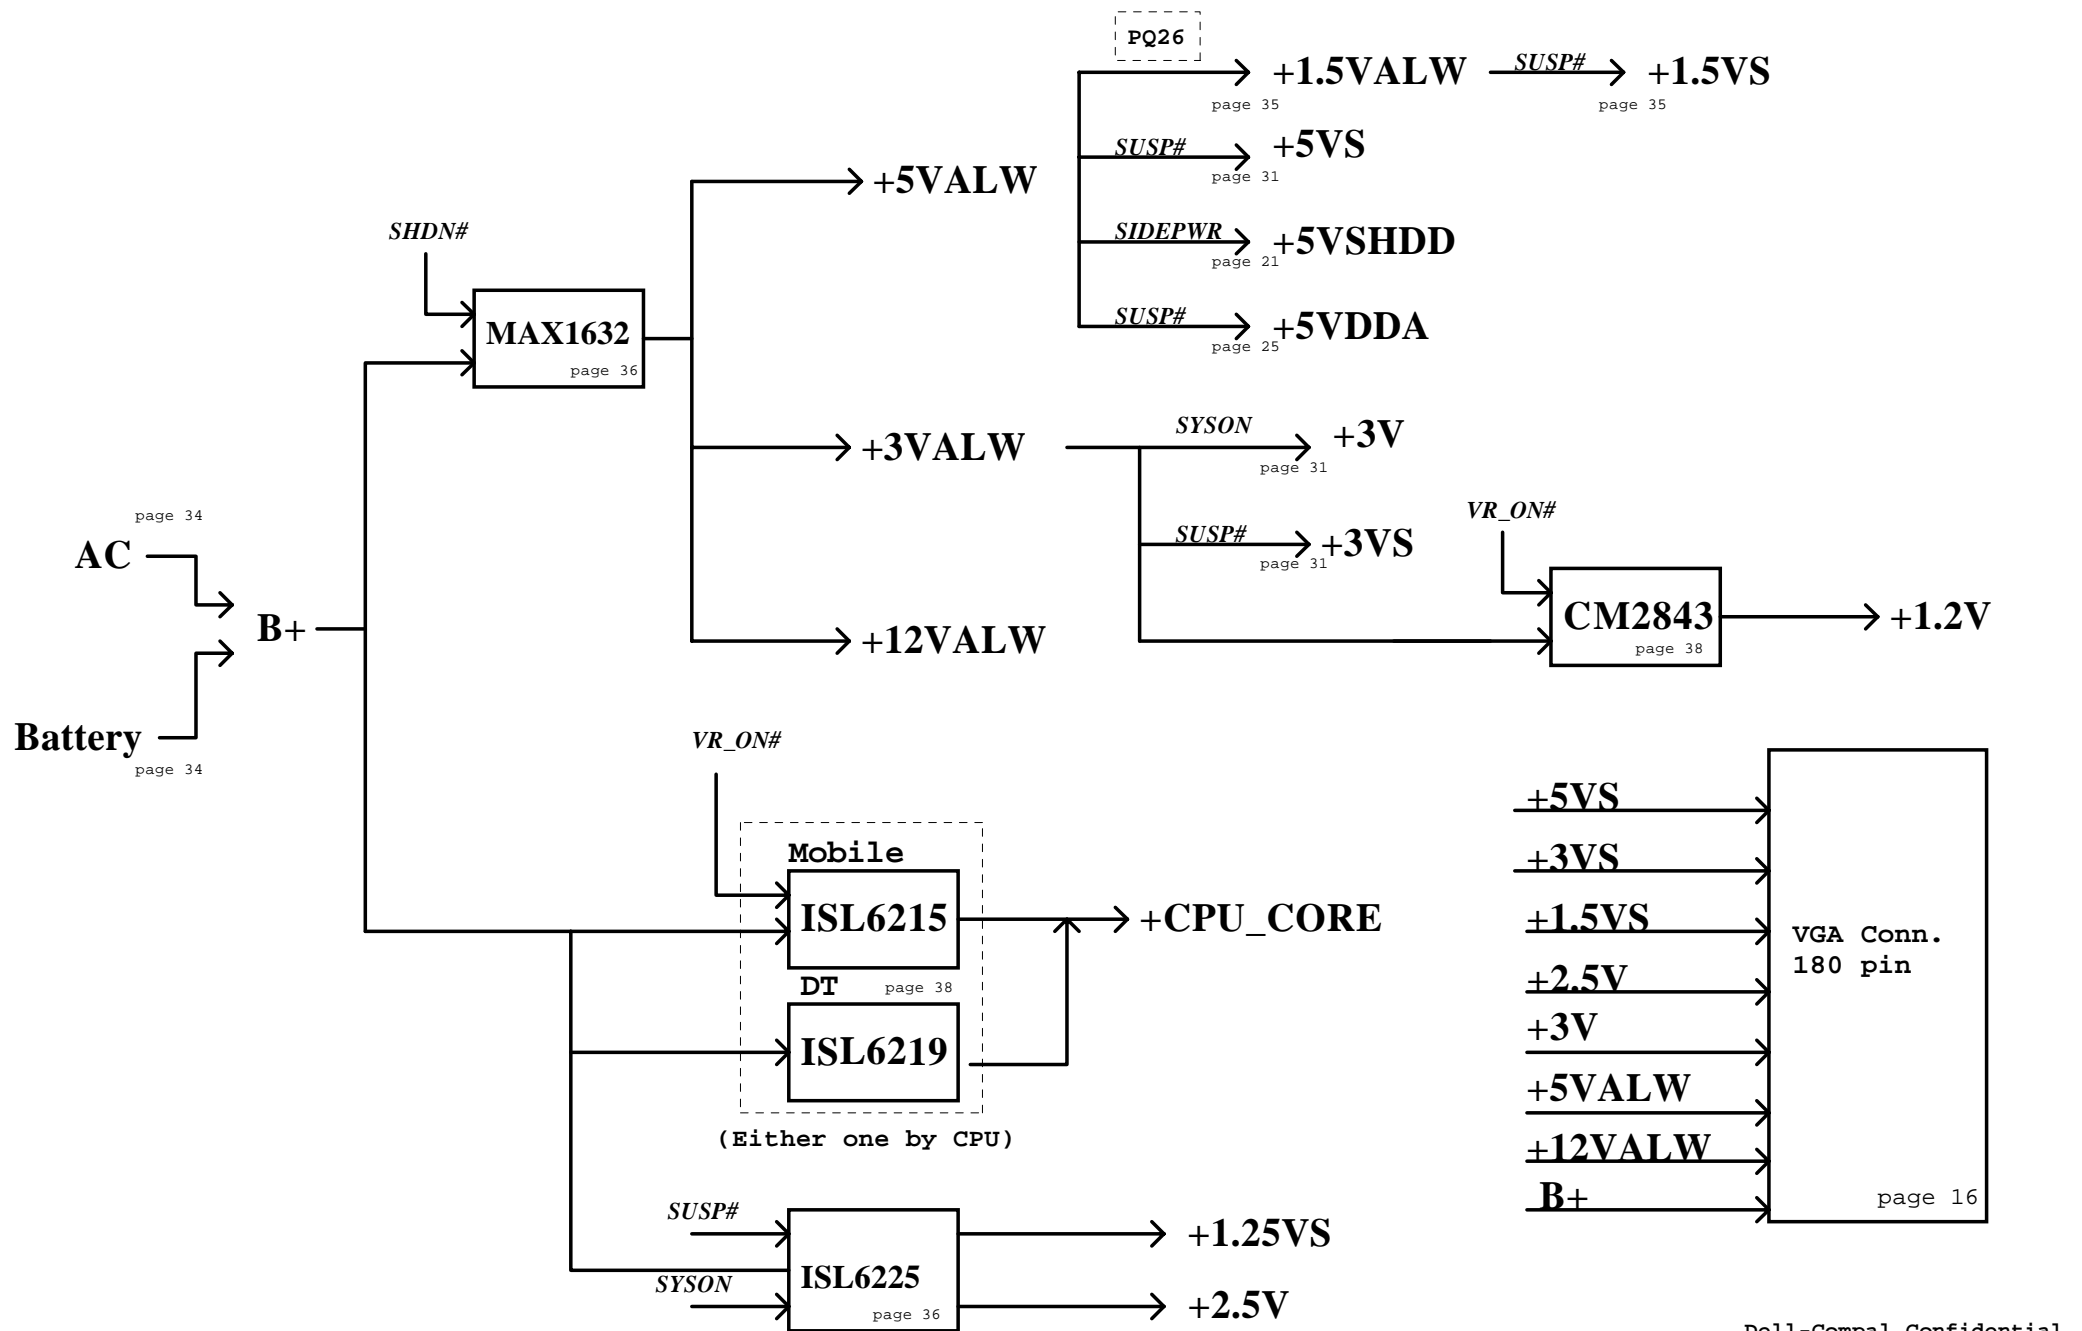 PQ26
+1.5VALW
SUSP#
+1.5VS
page 35
page 35
SUSP#
+5VS
page 31
+5VALW
SIDEPWR
+5VSHDD
page 21
SUSP#
+5VDDA
page 25
SHDN#
MAX1632
page 36
+3VALW
SYSON
+3V
page 31
SUSP#
+3VS
page 31
VR_ON#
CM2843
page 38
+1.2V
+12VALW
page 34
AC
B+
Battery
page 34
VR_ON#
Mobile
ISL6215
DT
page 38
ISL6219
(Either one by CPU)
+CPU_CORE
SUSP#
SYSON
ISL6225
page 36
+1.25VS
+2.5V
+5VS
+3VS
+1.5VS
+2.5V
+3V
+5VALW
+12VALW
B+
VGA Conn.
180 pin
page 16
Dell-Compal Confidential